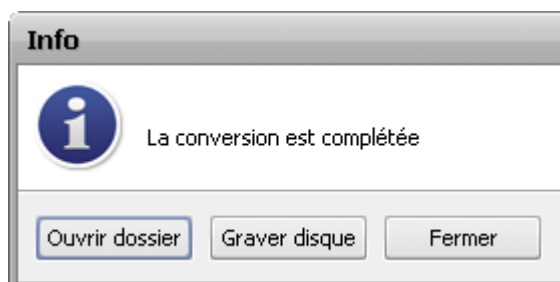 Info
La conversion est complétée
Ouvrir dossier Graver disque Fermer